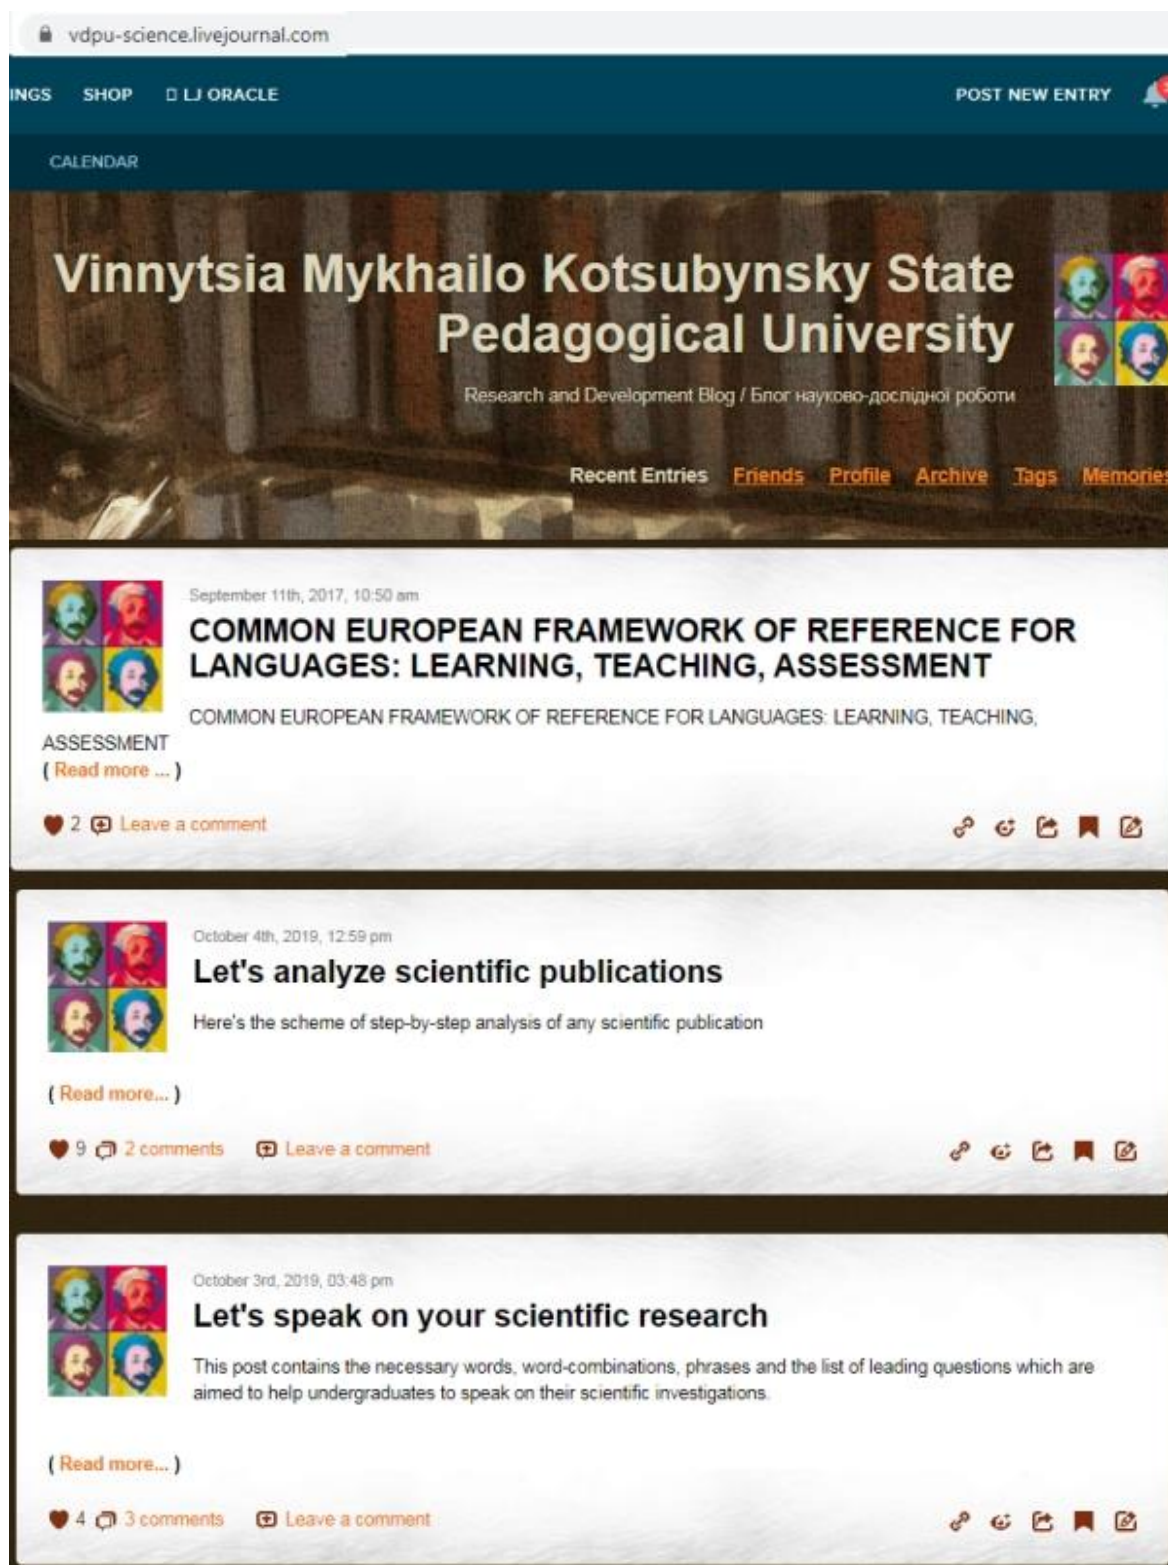 vdpu-science.livejournal.com
INGS SHOP LJ ORACLE POST NEW ENTRY
CALENDAR
Vinnytsia Mykhailo Kotsubynsky State
Pedagogical University
Research and Development Blog / Блог науково-дослідної роботи
Recent Entries Friends Profile Archive Tags Memories
September 11th, 2017, 10:50 am
COMMON EUROPEAN FRAMEWORK OF REFERENCE FOR
LANGUAGES: LEARNING, TEACHING, ASSESSMENT
COMMON EUROPEAN FRAMEWORK OF REFERENCE FOR LANGUAGES: LEARNING, TEACHING,
ASSESSMENT
( Read more ... )
2 Leave a comment
October 4th, 2019, 12:59 pm
Let's analyze scientific publications
Here's the scheme of step-by-step analysis of any scientific publication
( Read more... )
9 2 comments Leave a comment
October 3rd, 2019, 03:48 pm
Let's speak on your scientific research
This post contains the necessary words, word-combinations, phrases and the list of leading questions which are
aimed to help undergraduates to speak on their scientific investigations.
( Read more... )
4 3 comments Leave a comment